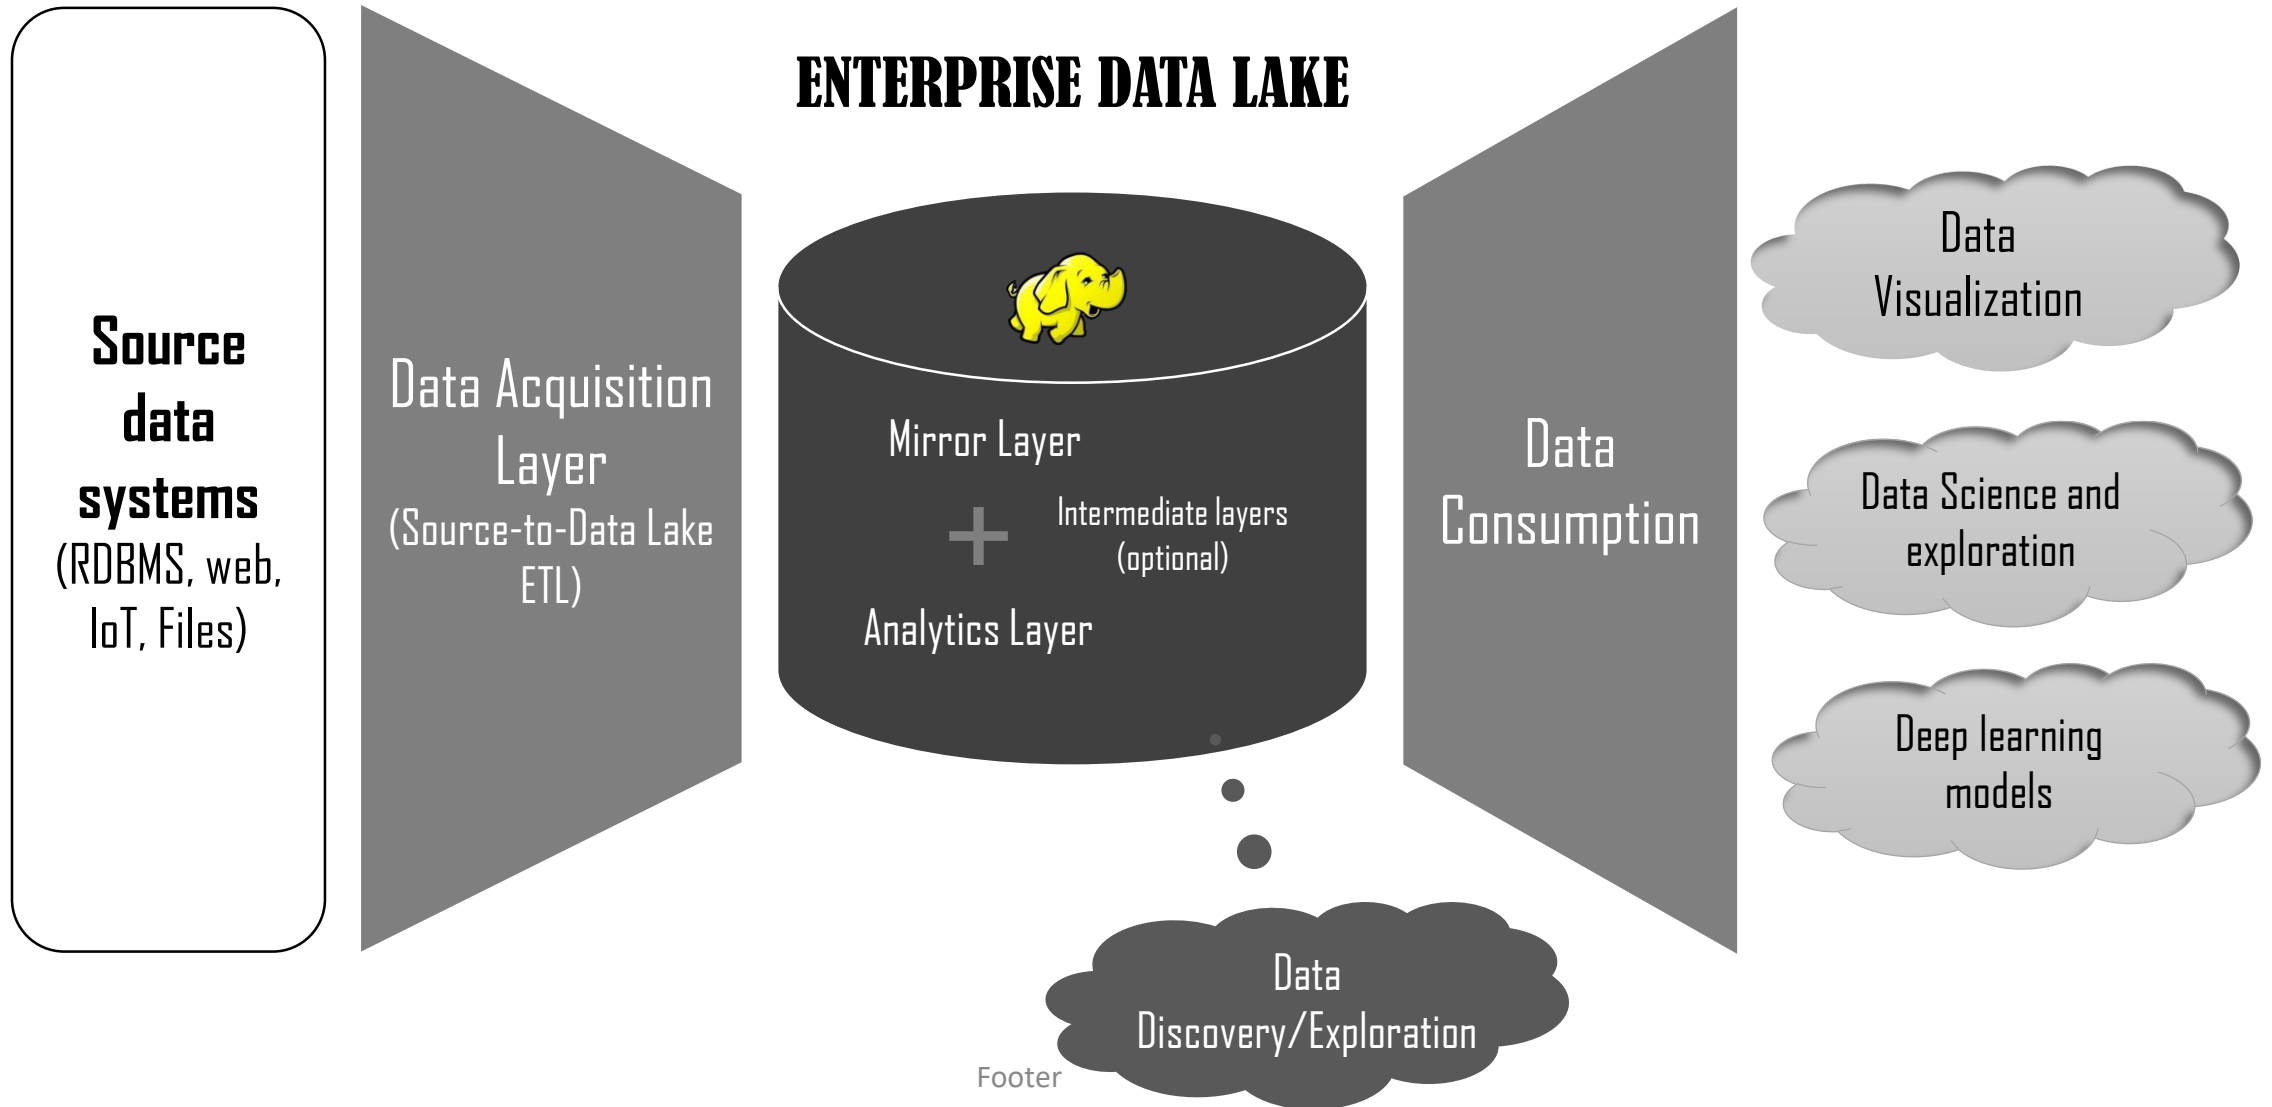 ENTERPRISE DATA LAKE
Source
data
systems
(RDBMS, web,
IoT, Files)
Data Acquisition
Layer
(Source-to-Data Lake
ETL)
Mirror Layer
+
Intermediate layers
(optional)
Analytics Layer
Data
Consumption
Data
Visualization
Data Science and
exploration
Deep learning
models
Data
Discovery/Exploration
Footer